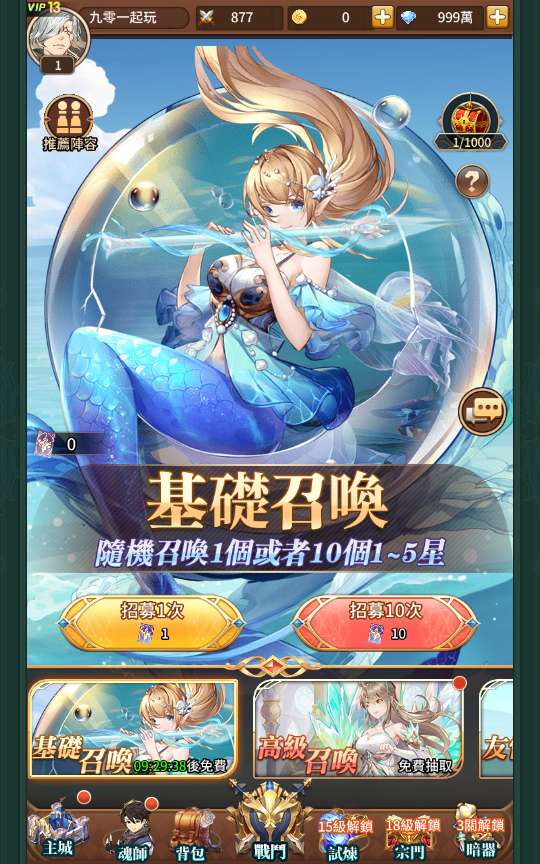 VIP 13
九零一起玩
877
0
999萬
1
推薦陣容
1/1000
?
0
基礎召喚
隨機召喚1個或者10個1~5星
招募1次
1
招募10次
10
基礎召喚
09:29:38後免費
高級召喚
免費抽取
友
主城
魂師
背包
戰鬥
15級解鎖
試煉
18級解鎖
宗門
3關解鎖
暗器